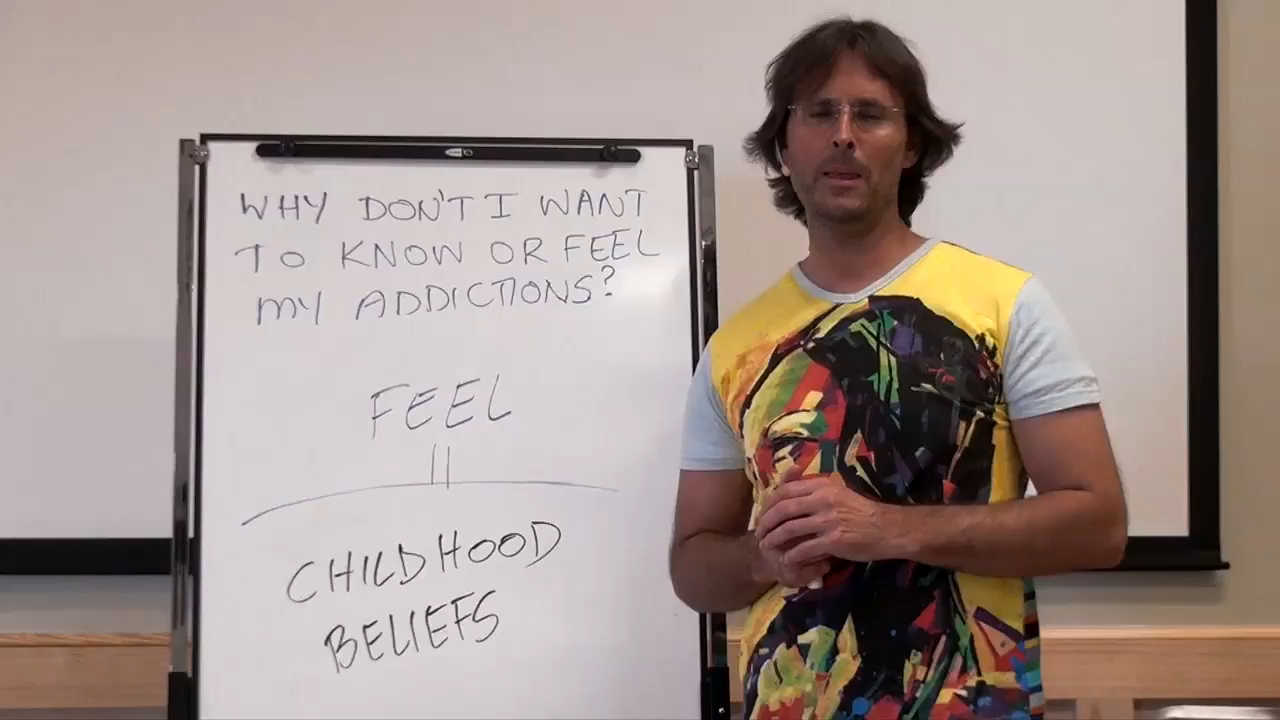 WHY DON'T I WANT
TO KNOW OR FEEL
MY ADDICTIONS?
FEEL
CHILDHOOD
BELIEFS